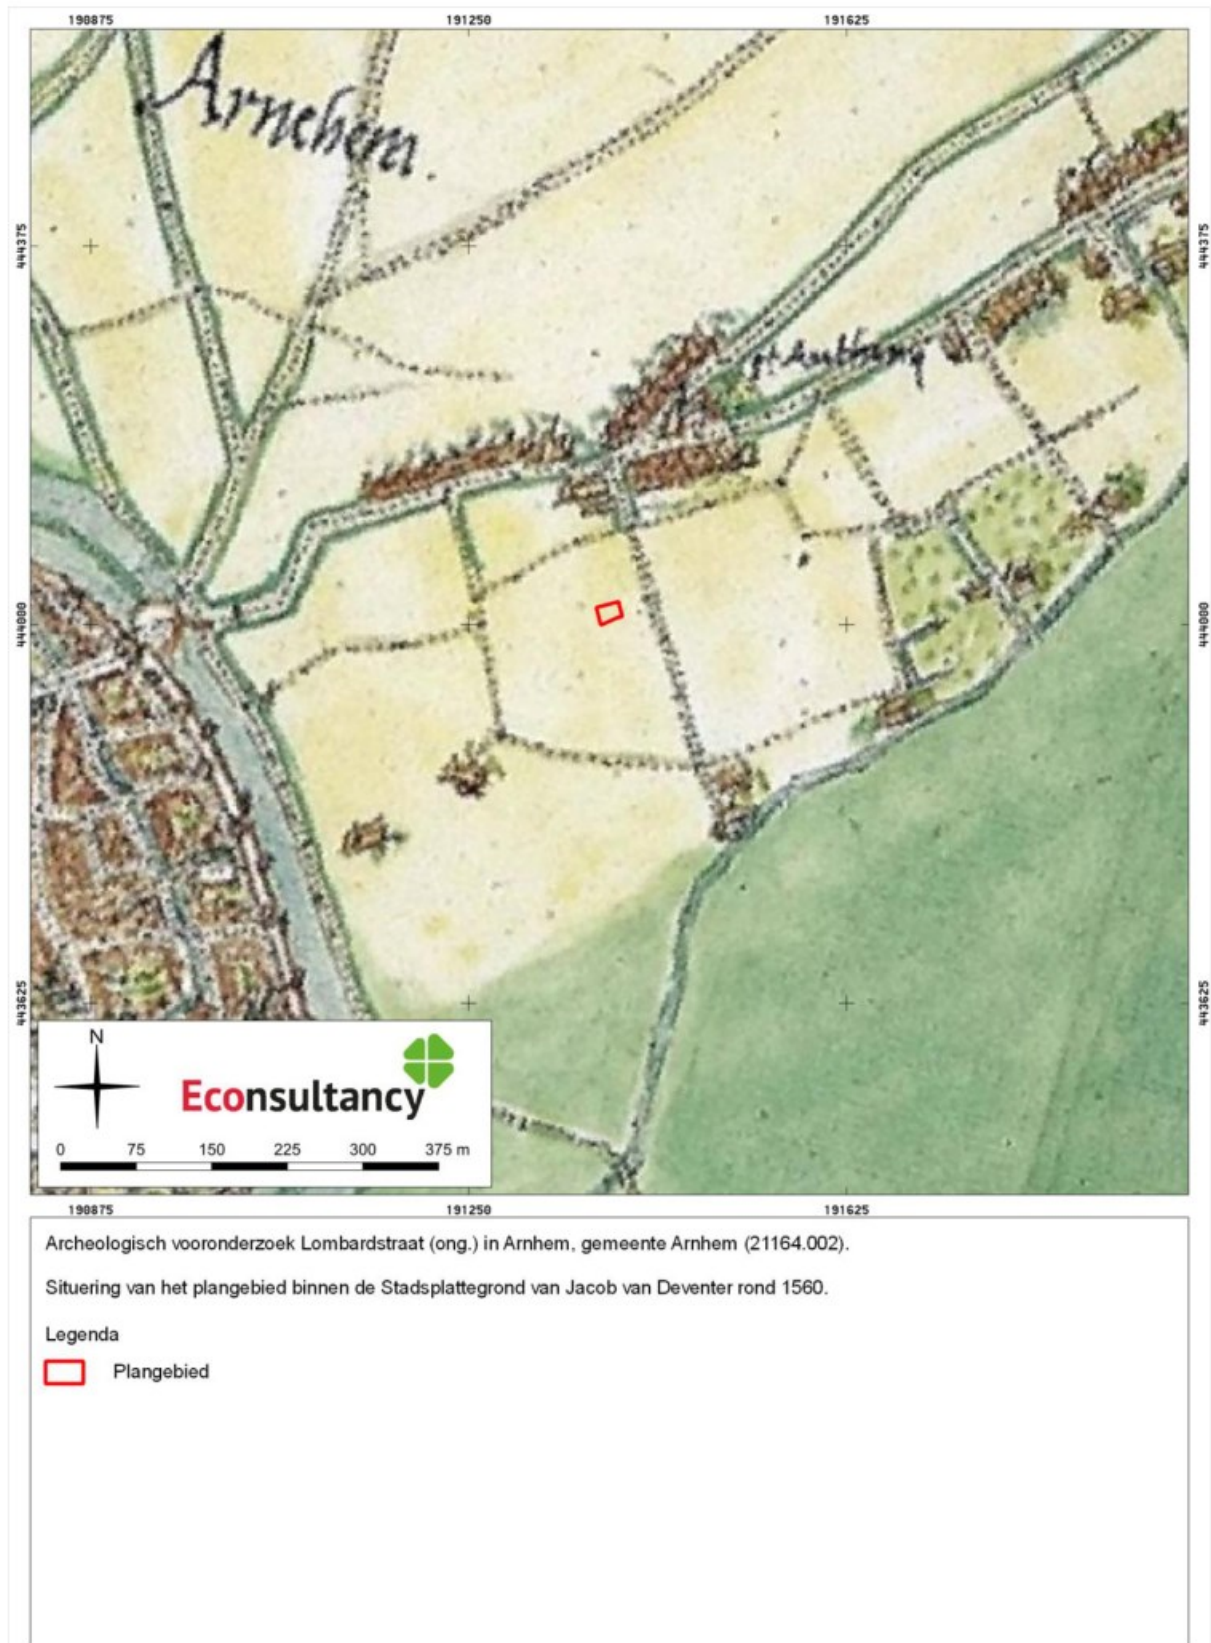 190875 191250 191625
Arnehem.
444375 444375
St Anthony
444000 444000
443625 443625
N
Econsultancy
0 75 150 225 300 375 m
190875 191250 191625
Archeologisch vooronderzoek Lombardstraat (ong.) in Arnhem, gemeente Arnhem (21164.002).
Situering van het plangebied binnen de Stadsplattegrond van Jacob van Deventer rond 1560.
Legenda
Plangebied